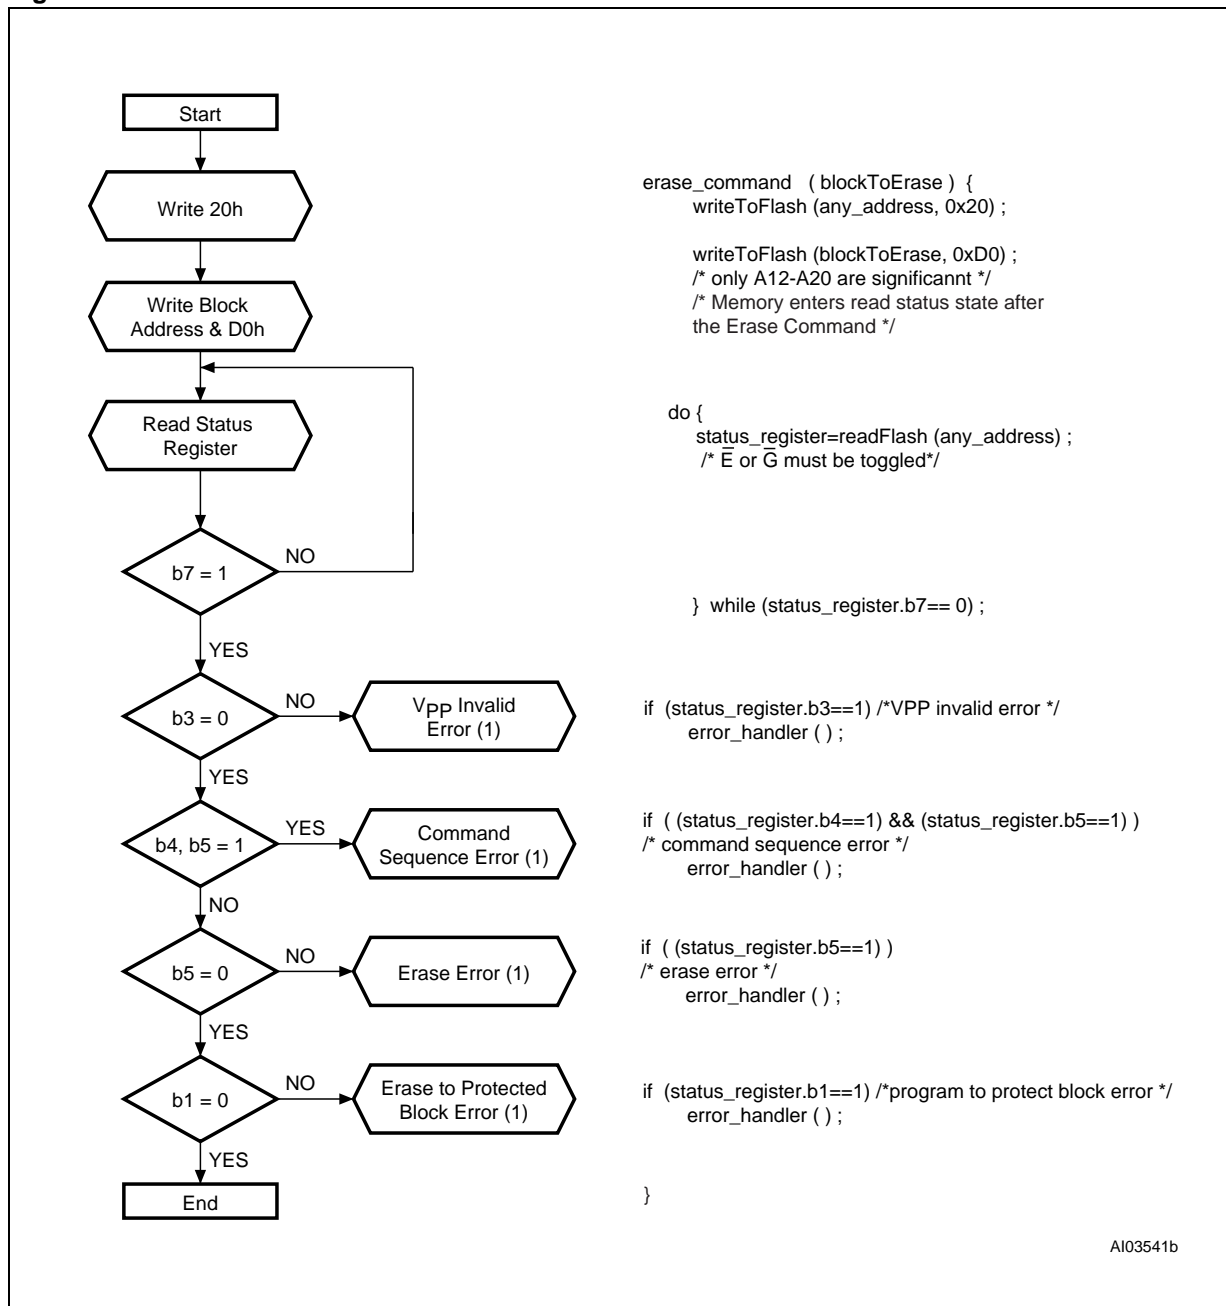 Start
Write 20h
Write Block
Address & D0h
Read Status
Register
b7 = 1
NO
YES
b3 = 0
NO
VPP Invalid
Error (1)
YES
b4, b5 = 1
YES
Command
Sequence Error (1)
NO
b5 = 0
NO
Erase Error (1)
YES
b1 = 0
NO
Erase to Protected
Block Error (1)
YES
End
erase_command ( blockToErase ) {
writeToFlash (any_address, 0x20) ;
writeToFlash (blockToErase, 0xD0) ;
/* only A12-A20 are significannt */
/* Memory enters read status state after
the Erase Command */
do {
status_register=readFlash (any_address) ;
/* E̅ or G̅ must be toggled*/
} while (status_register.b7== 0) ;
if (status_register.b3==1) /*VPP invalid error */
error_handler ( ) ;
if ( (status_register.b4==1) && (status_register.b5==1) )
/* command sequence error */
error_handler ( ) ;
if ( (status_register.b5==1) )
/* erase error */
error_handler ( ) ;
if (status_register.b1==1) /*program to protect block error */
error_handler ( ) ;
}
AI03541b